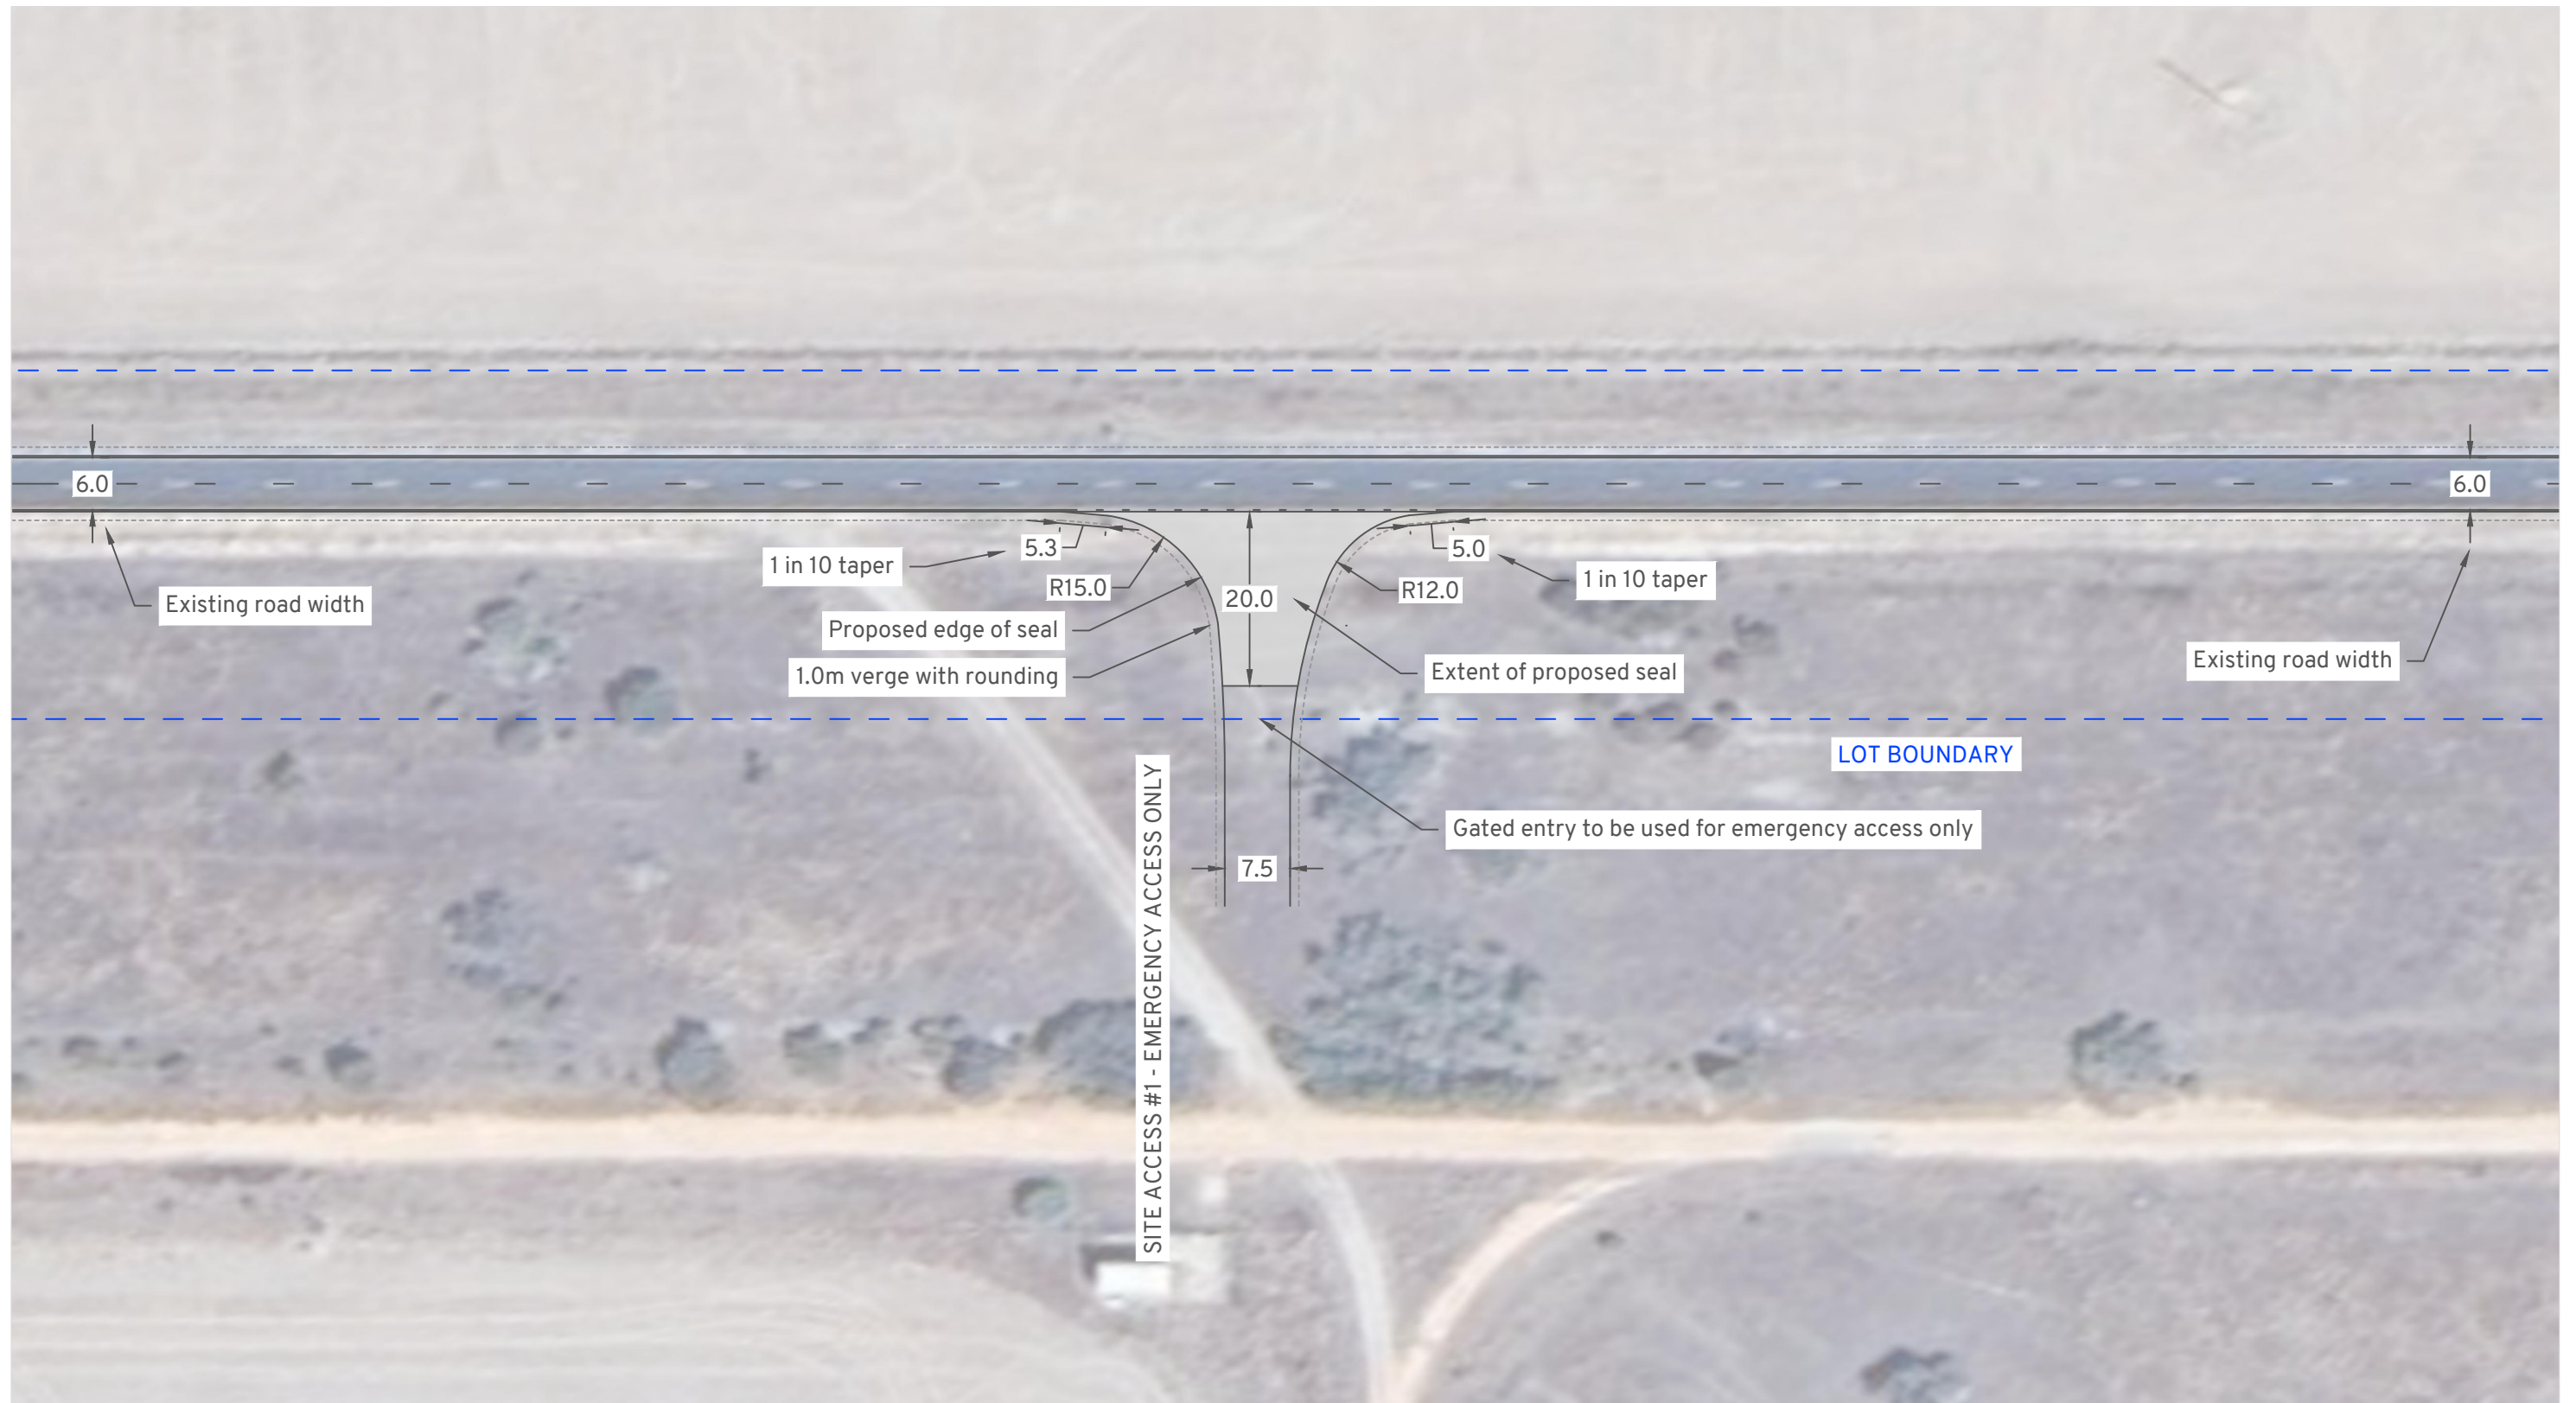 6.0
6.0
5.3
5.0
1 in 10 taper
1 in 10 taper
R15.0
R12.0
20.0
Existing road width
Proposed edge of seal
1.0m verge with rounding
Extent of proposed seal
Existing road width
LOT BOUNDARY
Gated entry to be used for emergency access only
7.5
SITE ACCESS #1 - EMERGENCY ACCESS ONLY